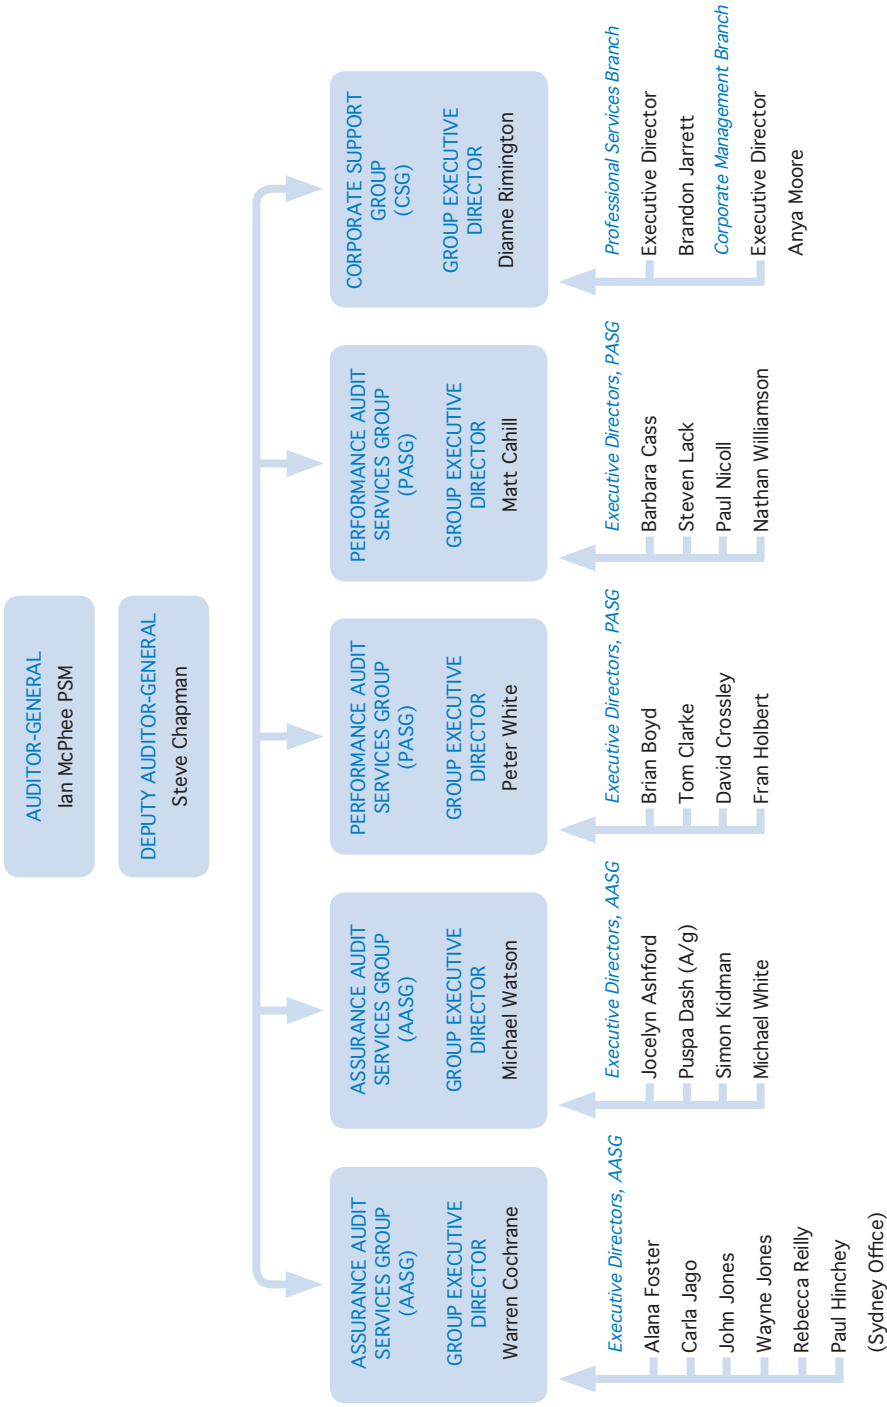 AUDITOR-GENERAL
Ian McPhee PSM
DEPUTY AUDITOR-GENERAL
Steve Chapman
ASSURANCE AUDIT
SERVICES GROUP
(AASG)
GROUP EXECUTIVE
DIRECTOR
Warren Cochrane
Executive Directors, AASG
Alana Foster
Carla Jago
John Jones
Wayne Jones
Rebecca Reilly
Paul Hinchey
(Sydney Office)
ASSURANCE AUDIT
SERVICES GROUP
(AASG)
GROUP EXECUTIVE
DIRECTOR
Michael Watson
Executive Directors, AASG
Jocelyn Ashford
Puspa Dash (A/g)
Simon Kidman
Michael White
PERFORMANCE AUDIT
SERVICES GROUP
(PASG)
GROUP EXECUTIVE
DIRECTOR
Peter White
Executive Directors, PASG
Brian Boyd
Tom Clarke
David Crossley
Fran Holbert
PERFORMANCE AUDIT
SERVICES GROUP
(PASG)
GROUP EXECUTIVE
DIRECTOR
Matt Cahill
Executive Directors, PASG
Barbara Cass
Steven Lack
Paul Nicoll
Nathan Williamson
CORPORATE SUPPORT
GROUP
(CSG)
GROUP EXECUTIVE
DIRECTOR
Dianne Rimington
Professional Services Branch
Executive Director
Brandon Jarrett
Corporate Management Branch
Executive Director
Anya Moore